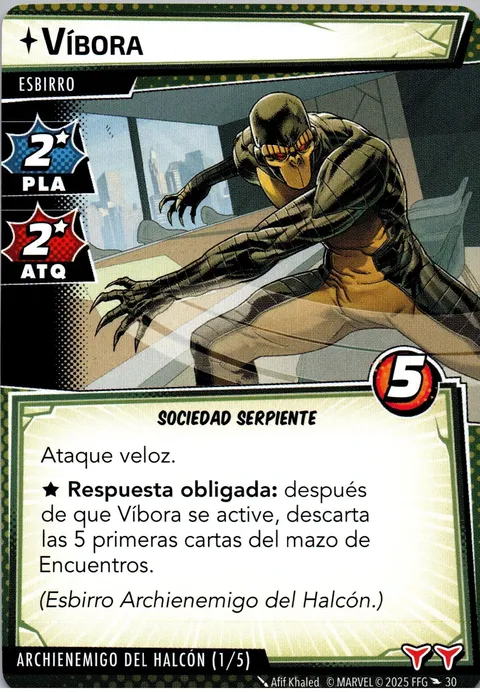 VÍBORA
ESBIRRO
2
PLA
2
ATQ
5
SOCIEDAD SERPIENTE
Ataque veloz.
★ Respuesta obligada: después
de que Víbora se active, descarta
las 5 primeras cartas del mazo de
Encuentros.
(Esbirro Archienemigo del Halcón.)
ARCHIENEMIGO DEL HALCÓN (1/5)
Afif Khaled © MARVEL © 2025 FFG 30